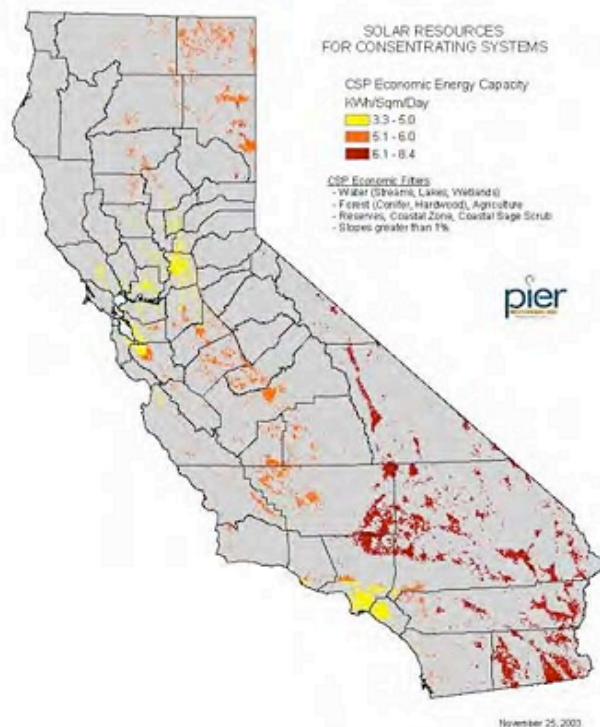 SOLAR RESOURCES
FOR CONSENTRATING SYSTEMS
CSP Economic Energy Capacity
KWh/Sqm/Day
3.3 - 5.0
5.1 - 6.0
6.1 - 8.4
CSP Economic Filters
- Water (Streams, Lakes, Wetlands)
- Forest (Conifer, Hardwood), Agriculture
- Reserves, Coastal Zone, Coastal Sage Scrub
- Slopes greater than 1%
pier
November 25, 2003